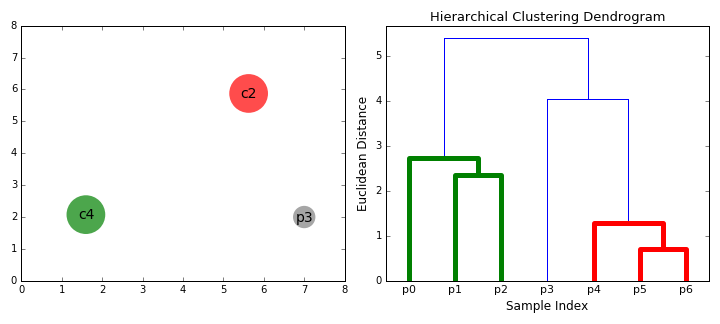 8
7
6
5
4
3
2
1
0
c2
c4
p3
0 1 2 3 4 5 6 7 8
Hierarchical Clustering Dendrogram
Euclidean Distance
5
4
3
2
1
0
p0 p1 p2 p3 p4 p5 p6
Sample Index